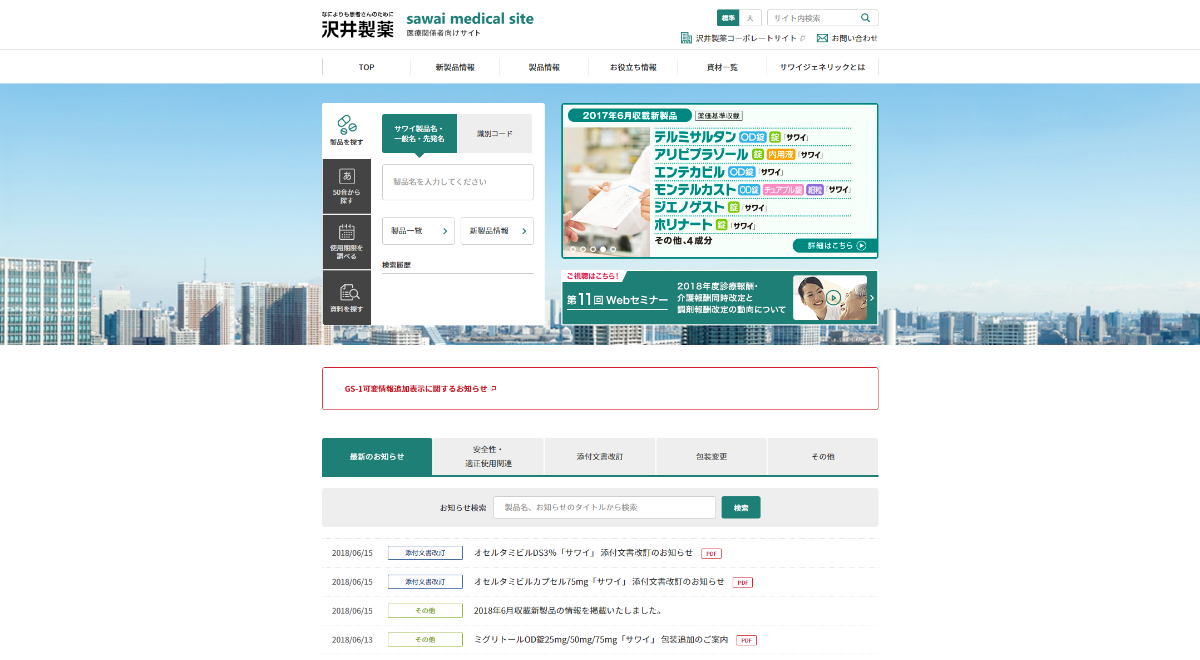 なによりも患者さんのために
沢井製薬
sawai medical site
医療関係者向けサイト
標準
大
サイト内検索
沢井製薬コーポレートサイト
お問い合わせ
TOP
新製品情報
製品情報
お役立ち情報
資材一覧
サワイジェネリックとは
製品を探す
あ
50音から
探す
使用期限を
調べる
資料を探す
サワイ製品名・
一般名・先発名
識別コード
製品名を入力してください
製品一覧
新製品情報
検索履歴
2017年6月収載新製品 薬価基準収載
テルミサルタン OD錠 錠 「サワイ」
アリピプラゾール 錠 内用液 「サワイ」
エンテカビル OD錠 「サワイ」
モンテルカスト OD錠 チュアブル錠 細粒 「サワイ」
ジエノゲスト 錠 「サワイ」
ホリナート 錠 「サワイ」
その他、4成分
詳細はこちら
ご視聴はこちら!
第11回 Webセミナー
2018年度診療報酬・
介護報酬同時改定と
調剤報酬改定の動向について
GS-1可変情報追加表示に関するお知らせ
最新のお知らせ
安全性・
適正使用関連
添付文書改訂
包装変更
その他
お知らせ検索
製品名、お知らせのタイトルから検索
検索
2018/06/15 添付文書改訂 オセルタミビルDS3%「サワイ」 添付文書改訂のお知らせ PDF
2018/06/15 添付文書改訂 オセルタミビルカプセル75mg「サワイ」 添付文書改訂のお知らせ PDF
2018/06/15 その他 2018年6月収載新製品の情報を掲載いたしました。
2018/06/13 その他 ミグリトールOD錠25mg/50mg/75mg「サワイ」 包装追加のご案内 PDF